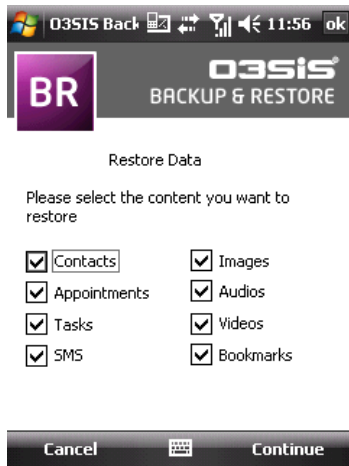 O3SIS Back 11:56 ok
BR
O3SiS
BACKUP & RESTORE
Restore Data
Please select the content you want to
restore
Contacts
Images
Appointments
Audios
Tasks
Videos
SMS
Bookmarks
Cancel
Continue